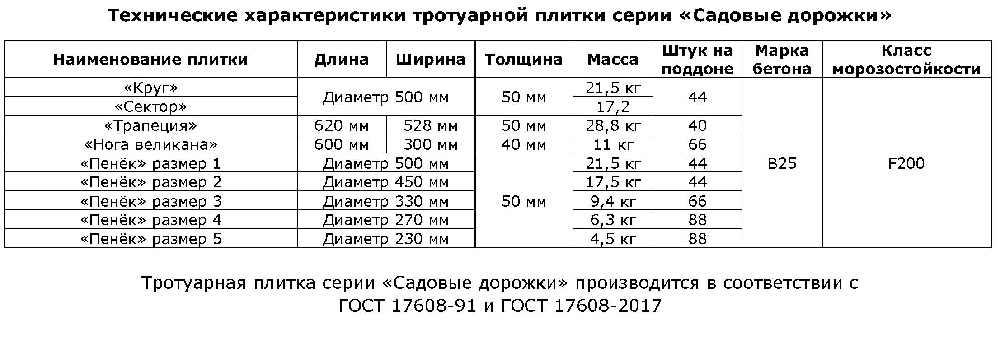 Технические характеристики тротуарной плитки серии «Садовые дорожки»
Наименование плитки Длина Ширина Толщина Масса Штук на поддоне Марка бетона Класс морозостойкости
«Круг» Диаметр 500 мм 50 мм 21,5 кг 44 В25 F200
«Сектор» 17,2
«Трапеция» 620 мм 528 мм 50 мм 28,8 кг 40
«Нога великана» 600 мм 300 мм 40 мм 11 кг 66
«Пенёк» размер 1 Диаметр 500 мм 50 мм 21,5 кг 44
«Пенёк» размер 2 Диаметр 450 мм 17,5 кг 44
«Пенёк» размер 3 Диаметр 330 мм 9,4 кг 66
«Пенёк» размер 4 Диаметр 270 мм 6,3 кг 88
«Пенёк» размер 5 Диаметр 230 мм 4,5 кг 88
Тротуарная плитка серии «Садовые дорожки» производится в соответствии с
ГОСТ 17608-91 и ГОСТ 17608-2017